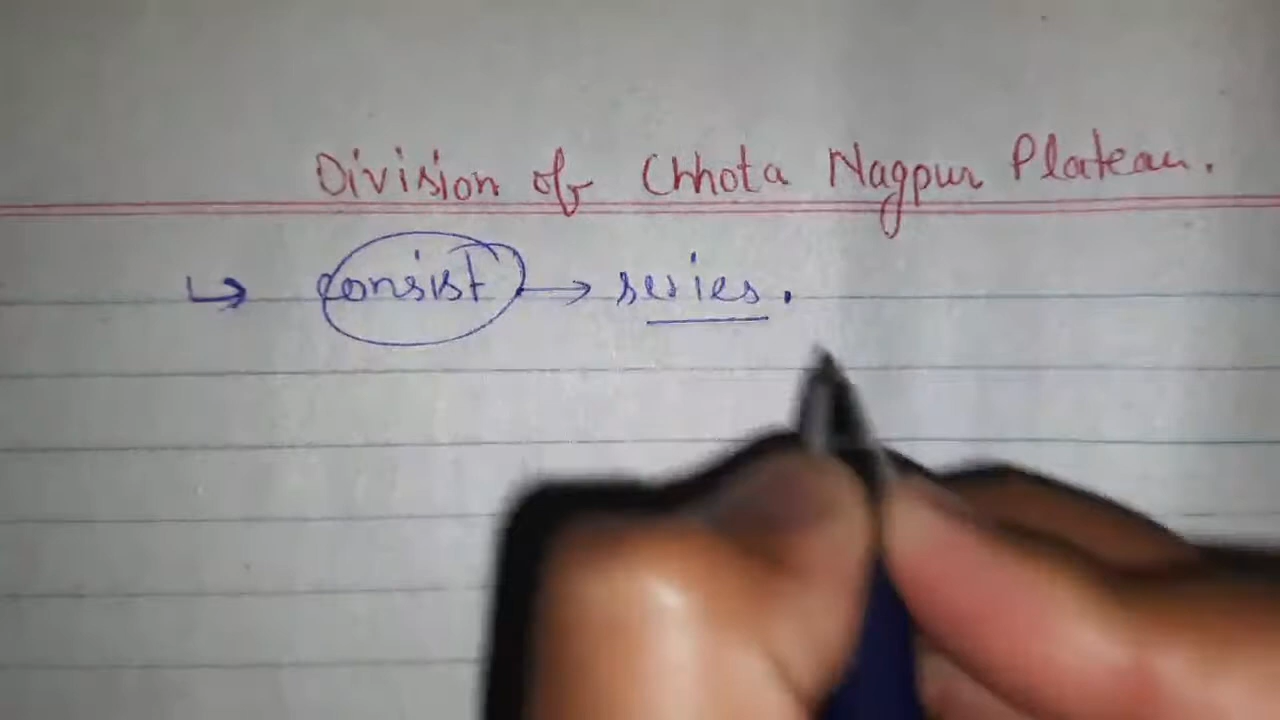 Division of Chhota Nagpur Plateau.
↳ consist → series.